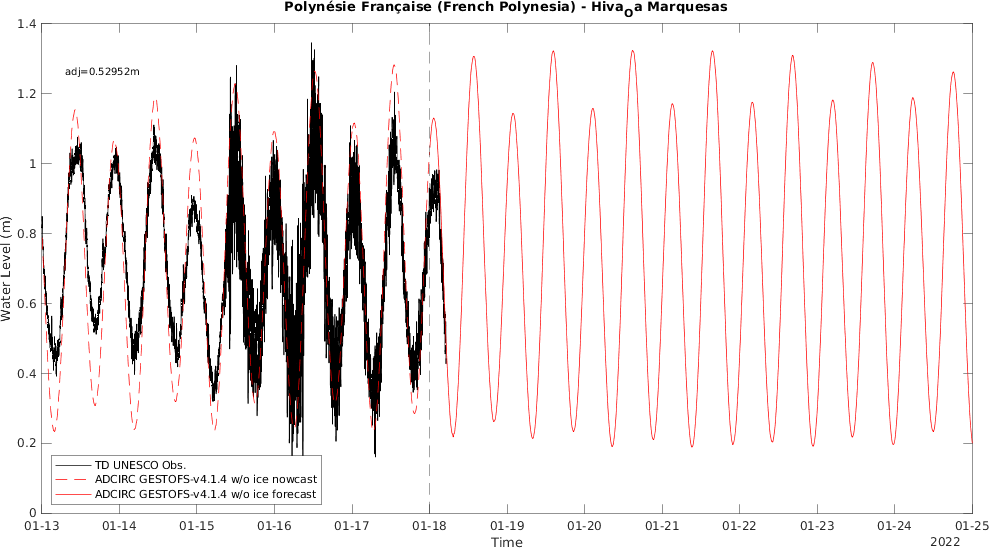 Polynésie Française (French Polynesia) - HivaOa Marquesas
1.4
adj=0.52952m
1.2
1
0.8
Water Level (m)
0.6
0.4
0.2
TD UNESCO Obs.
ADCIRC GESTOFS-v4.1.4 w/o ice nowcast
ADCIRC GESTOFS-v4.1.4 w/o ice forecast
0
01-13 01-14 01-15 01-16 01-17 01-18 01-19 01-20 01-21 01-22 01-23 01-24 01-25
Time
2022